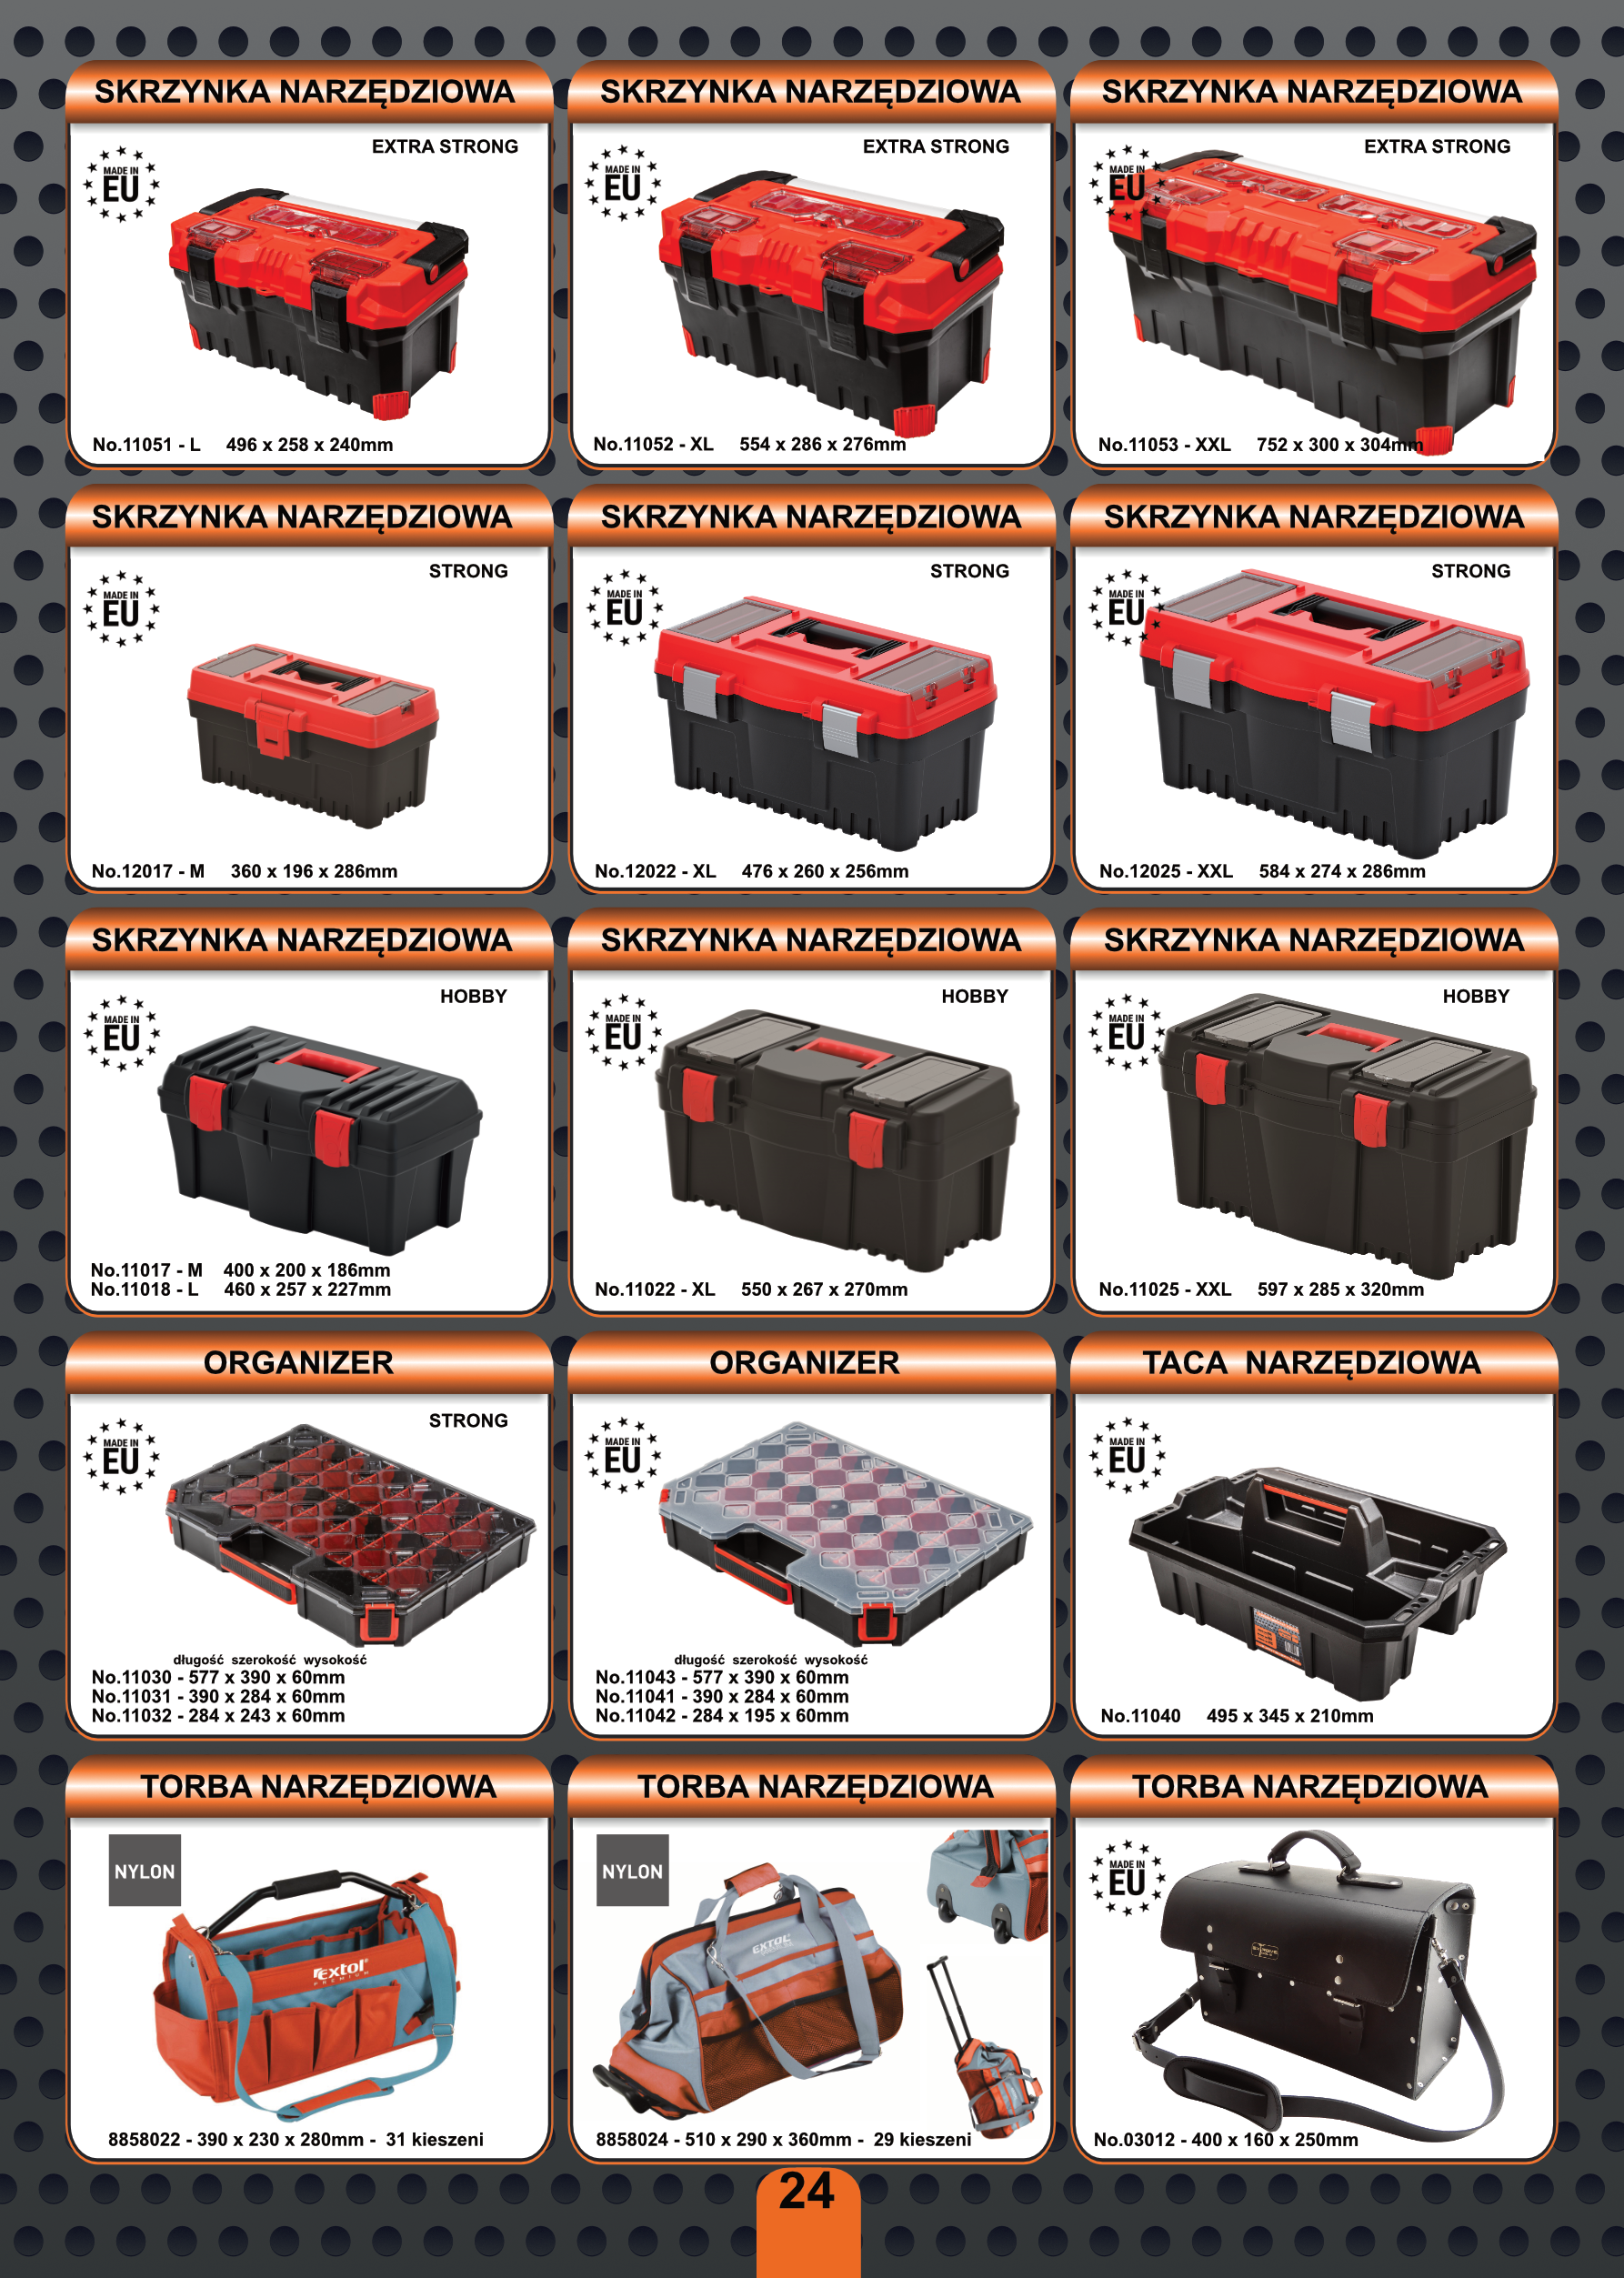 SKRZYNKA NARZĘDZIOWA
EXTRA STRONG
MADE IN
EU
No.11051 - L 496 x 258 x 240mm
SKRZYNKA NARZĘDZIOWA
EXTRA STRONG
MADE IN
EU
No.11052 - XL 554 x 286 x 276mm
SKRZYNKA NARZĘDZIOWA
EXTRA STRONG
MADE IN
EU
No.11053 - XXL 752 x 300 x 304mm
SKRZYNKA NARZĘDZIOWA
STRONG
MADE IN
EU
No.12017 - M 360 x 196 x 286mm
SKRZYNKA NARZĘDZIOWA
STRONG
MADE IN
EU
No.12022 - XL 476 x 260 x 256mm
SKRZYNKA NARZĘDZIOWA
STRONG
MADE IN
EU
No.12025 - XXL 584 x 274 x 286mm
SKRZYNKA NARZĘDZIOWA
HOBBY
MADE IN
EU
No.11017 - M 400 x 200 x 186mm
No.11018 - L 460 x 257 x 227mm
SKRZYNKA NARZĘDZIOWA
HOBBY
MADE IN
EU
No.11022 - XL 550 x 267 x 270mm
SKRZYNKA NARZĘDZIOWA
HOBBY
MADE IN
EU
No.11025 - XXL 597 x 285 x 320mm
ORGANIZER
STRONG
MADE IN
EU
długość szerokość wysokość
No.11030 - 577 x 390 x 60mm
No.11031 - 390 x 284 x 60mm
No.11032 - 284 x 243 x 60mm
ORGANIZER
MADE IN
EU
długość szerokość wysokość
No.11043 - 577 x 390 x 60mm
No.11041 - 390 x 284 x 60mm
No.11042 - 284 x 195 x 60mm
TACA NARZĘDZIOWA
MADE IN
EU
No.11040 495 x 345 x 210mm
TORBA NARZĘDZIOWA
NYLON
extol
PREMIUM
8858022 - 390 x 230 x 280mm - 31 kieszeni
TORBA NARZĘDZIOWA
NYLON
EXTOL
8858024 - 510 x 290 x 360mm - 29 kieszeni
TORBA NARZĘDZIOWA
MADE IN
EU
No.03012 - 400 x 160 x 250mm
24